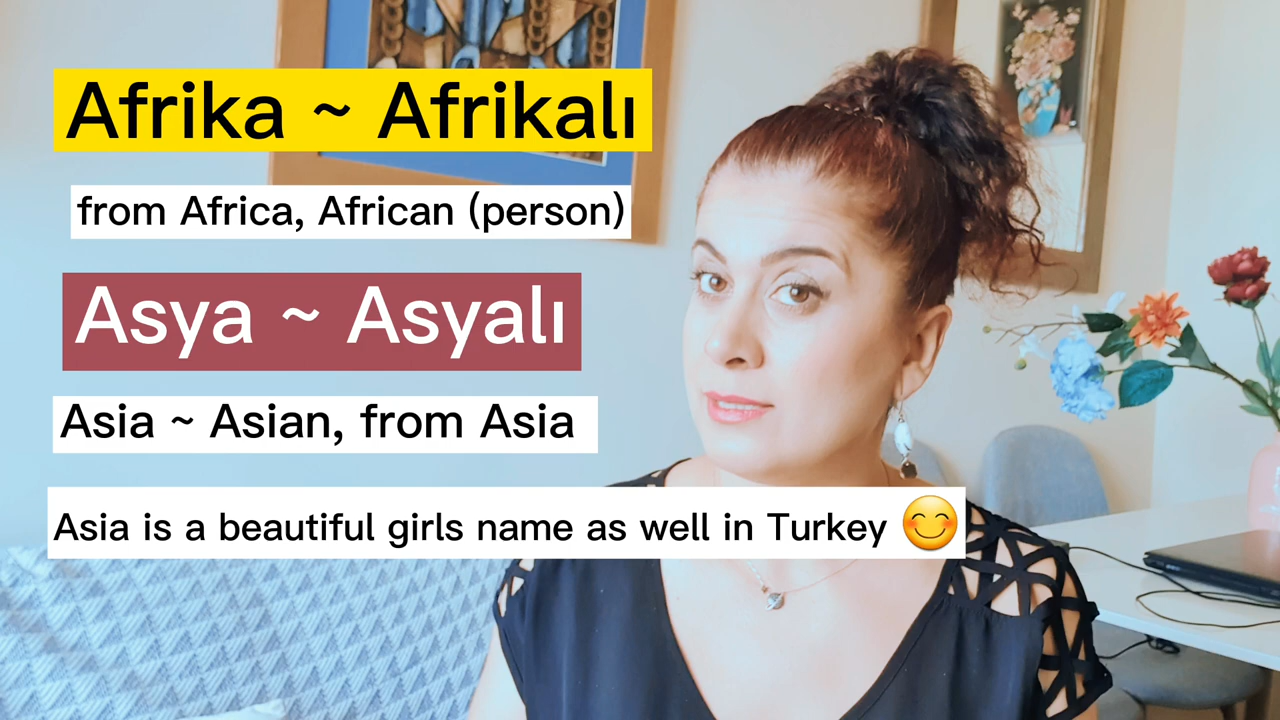 Afrika ~ Afrikalı
from Africa, African (person)
Asya ~ Asyalı
Asia ~ Asian, from Asia
Asia is a beautiful girls name as well in Turkey 😊